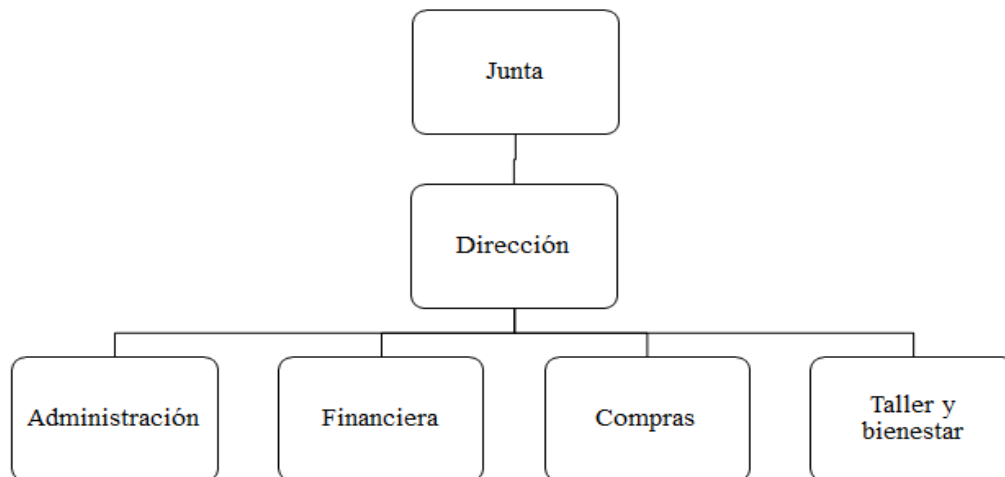 Junta
Dirección
Administración
Financiera
Compras
Taller y
bienestar